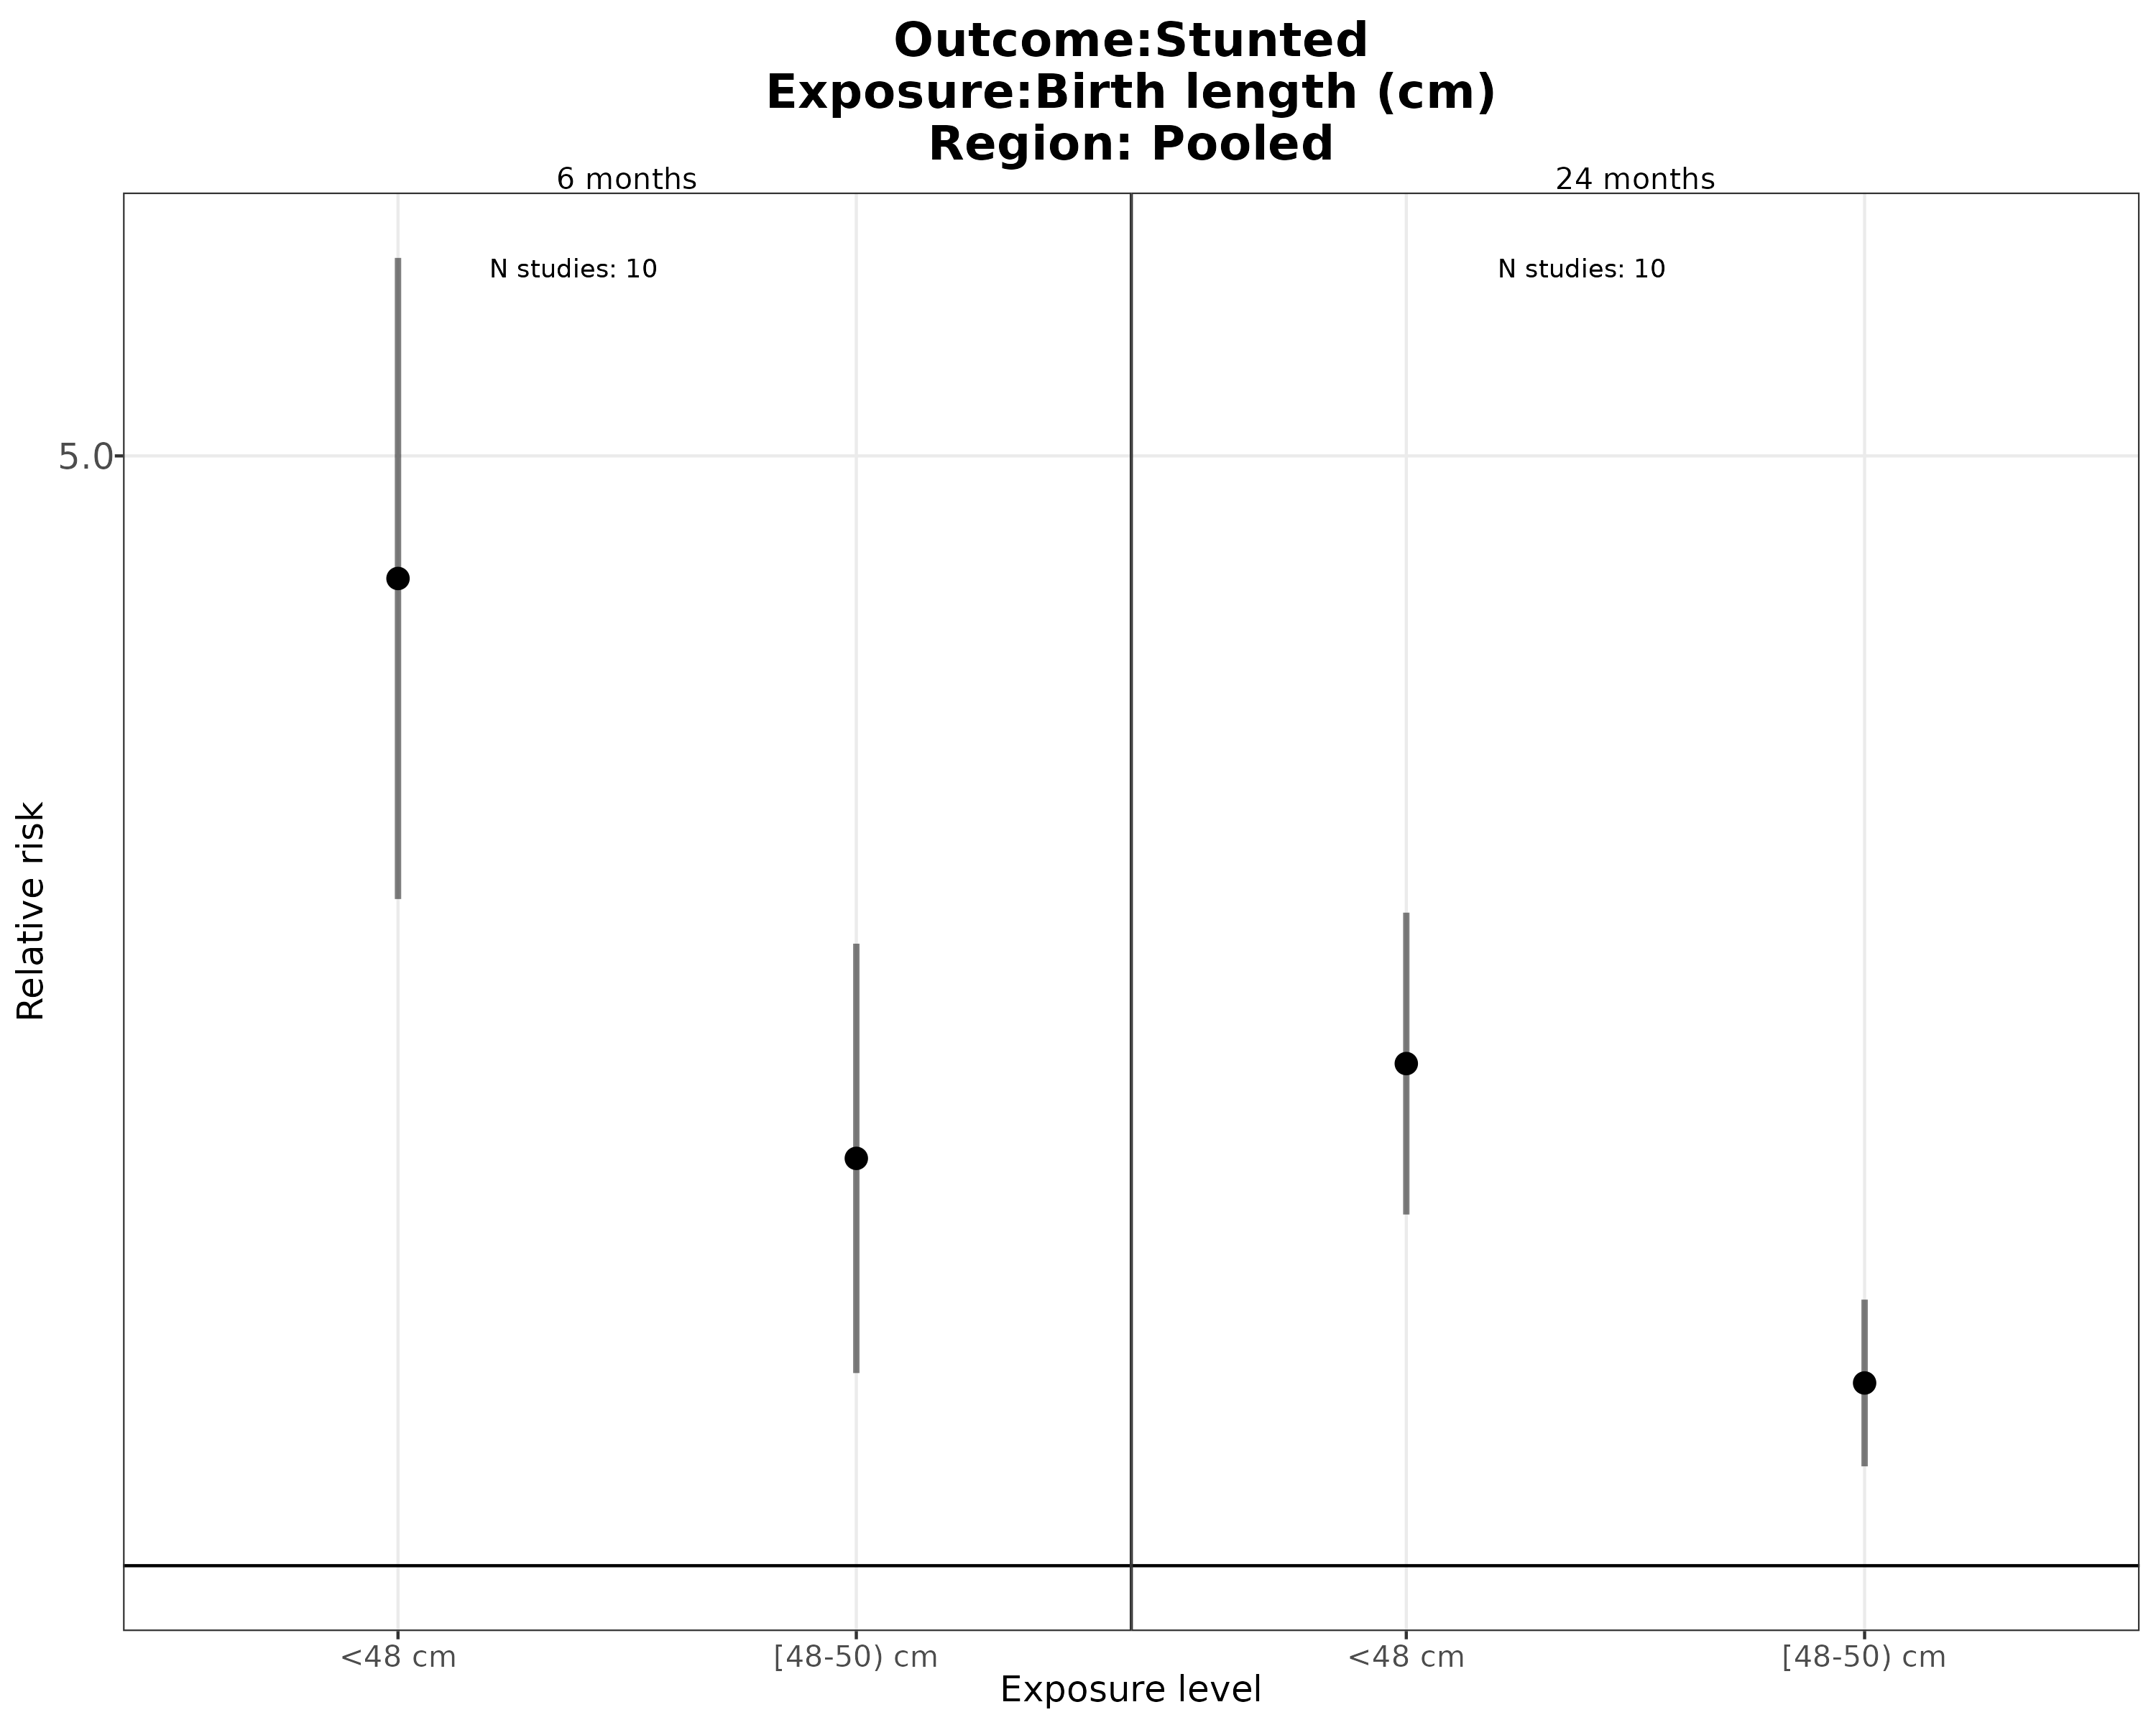 Outcome:Stunted
Exposure:Birth length (cm)
Region: Pooled
6 months
24 months
N studies: 10
N studies: 10
5.0
Relative risk
<48 cm
[48-50) cm
<48 cm
[48-50) cm
Exposure level